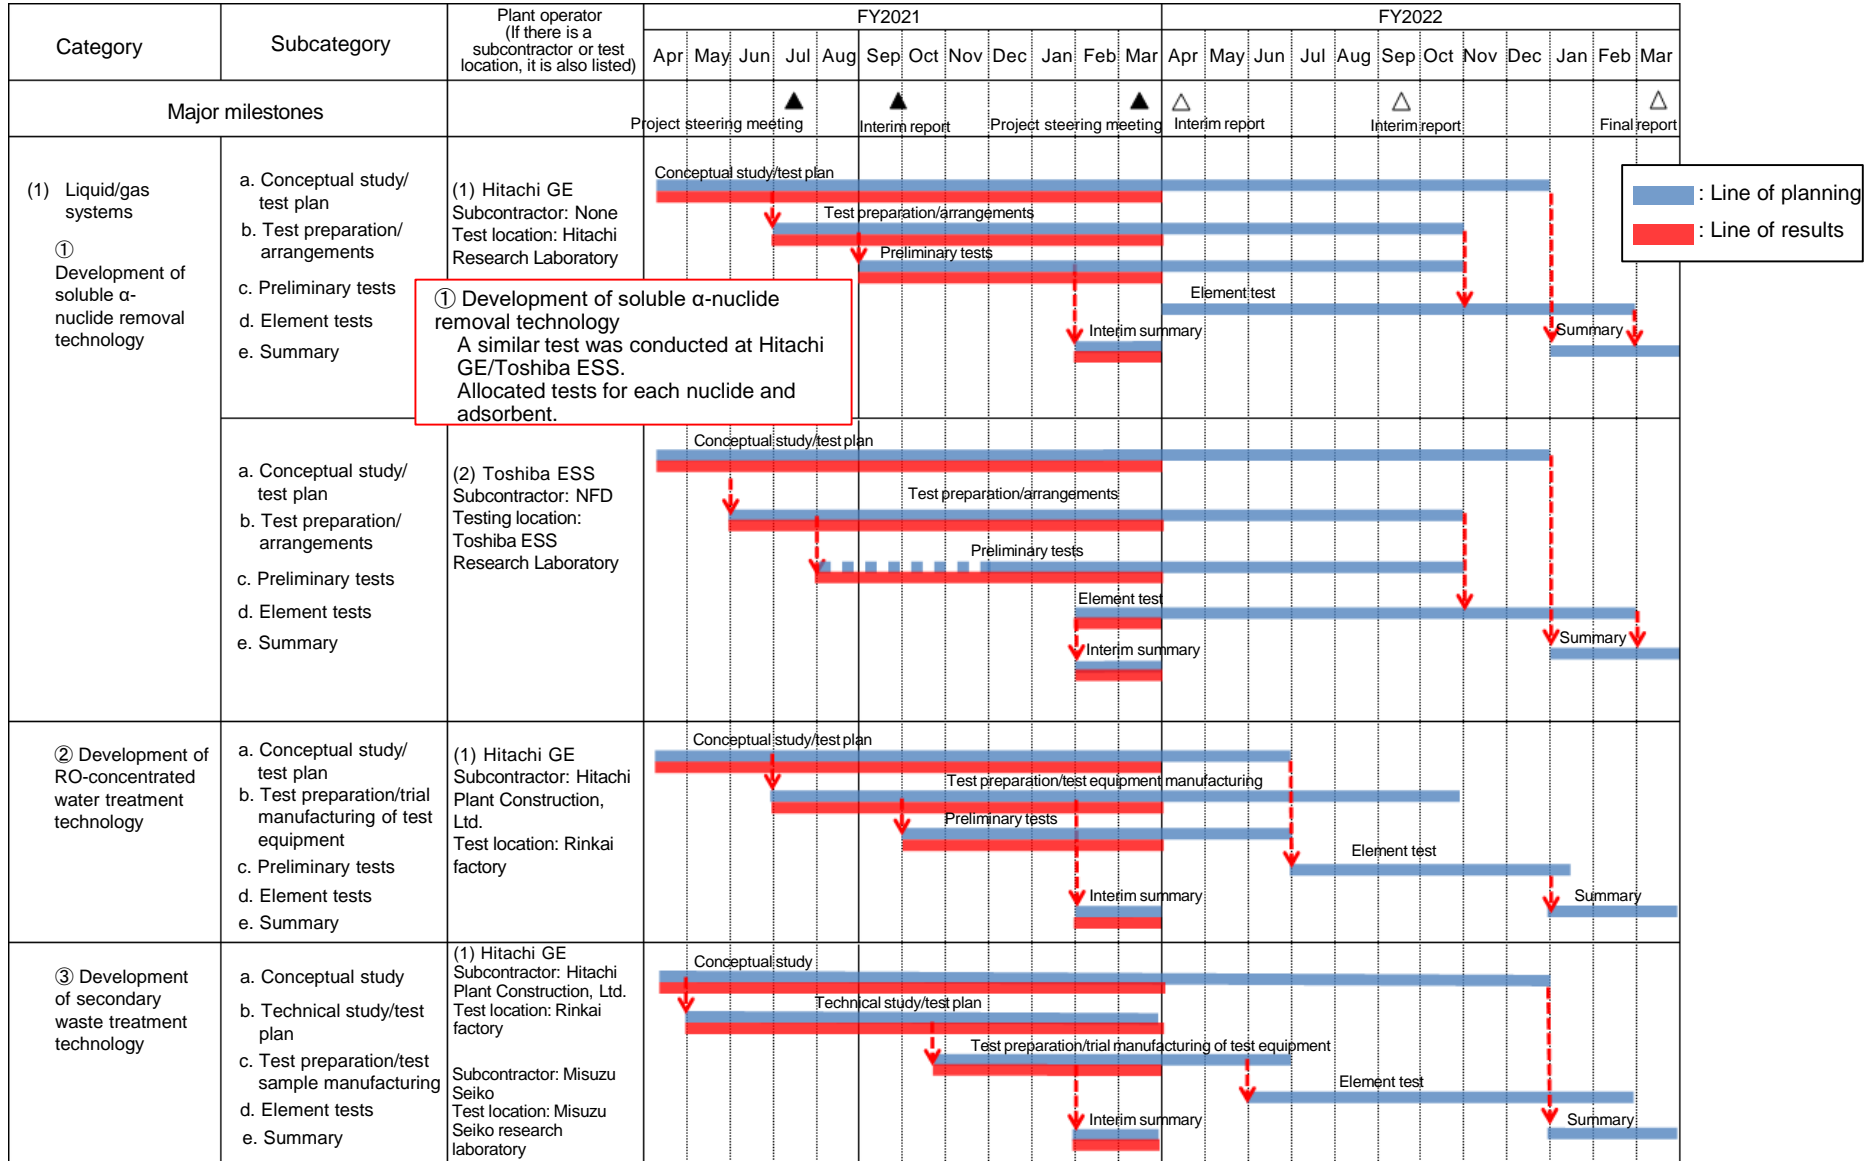 Category
Subcategory
Plant operator
(If there is a
subcontractor or test
location, it is also listed)
FY2021
FY2022
Apr May Jun Jul Aug Sep Oct Nov Dec Jan Feb Mar Apr May Jun Jul Aug Sep Oct Nov Dec Jan Feb Mar
Major milestones
Project steering meeting
Interim report
Project steering meeting
Interim report
Interim report
Final report
: Line of planning
: Line of results
(1) Liquid/gas
systems
①
Development of
soluble α-
nuclide removal
technology
a. Conceptual study/
test plan
b. Test preparation/
arrangements
c. Preliminary tests
d. Element tests
e. Summary
(1) Hitachi GE
Subcontractor: None
Test location: Hitachi
Research Laboratory
Conceptual study/test plan
Test preparation/arrangements
Preliminary tests
Element test
Interim summary
Summary
① Development of soluble α-nuclide
removal technology
A similar test was conducted at Hitachi
GE/Toshiba ESS.
Allocated tests for each nuclide and
adsorbent.
a. Conceptual study/
test plan
b. Test preparation/
arrangements
c. Preliminary tests
d. Element tests
e. Summary
(2) Toshiba ESS
Subcontractor: NFD
Testing location:
Toshiba ESS
Research Laboratory
Conceptual study/test plan
Test preparation/arrangements
Preliminary tests
Element test
Interim summary
Summary
② Development of
RO-concentrated
water treatment
technology
a. Conceptual study/
test plan
b. Test preparation/trial
manufacturing of test
equipment
c. Preliminary tests
d. Element tests
e. Summary
(1) Hitachi GE
Subcontractor: Hitachi
Plant Construction,
Ltd.
Test location: Rinkai
factory
Conceptual study/test plan
Test preparation/test equipment manufacturing
Preliminary tests
Element test
Interim summary
Summary
③ Development
of secondary
waste treatment
technology
a. Conceptual study
b. Technical study/test
plan
c. Test preparation/test
sample manufacturing
d. Element tests
e. Summary
(1) Hitachi GE
Subcontractor: Hitachi
Plant Construction, Ltd.
Test location: Rinkai
factory
Subcontractor: Misuzu
Seiko
Test location: Misuzu
Seiko research
laboratory
Conceptual study
Technical study/test plan
Test preparation/trial manufacturing of test equipment
Element test
Interim summary
Summary